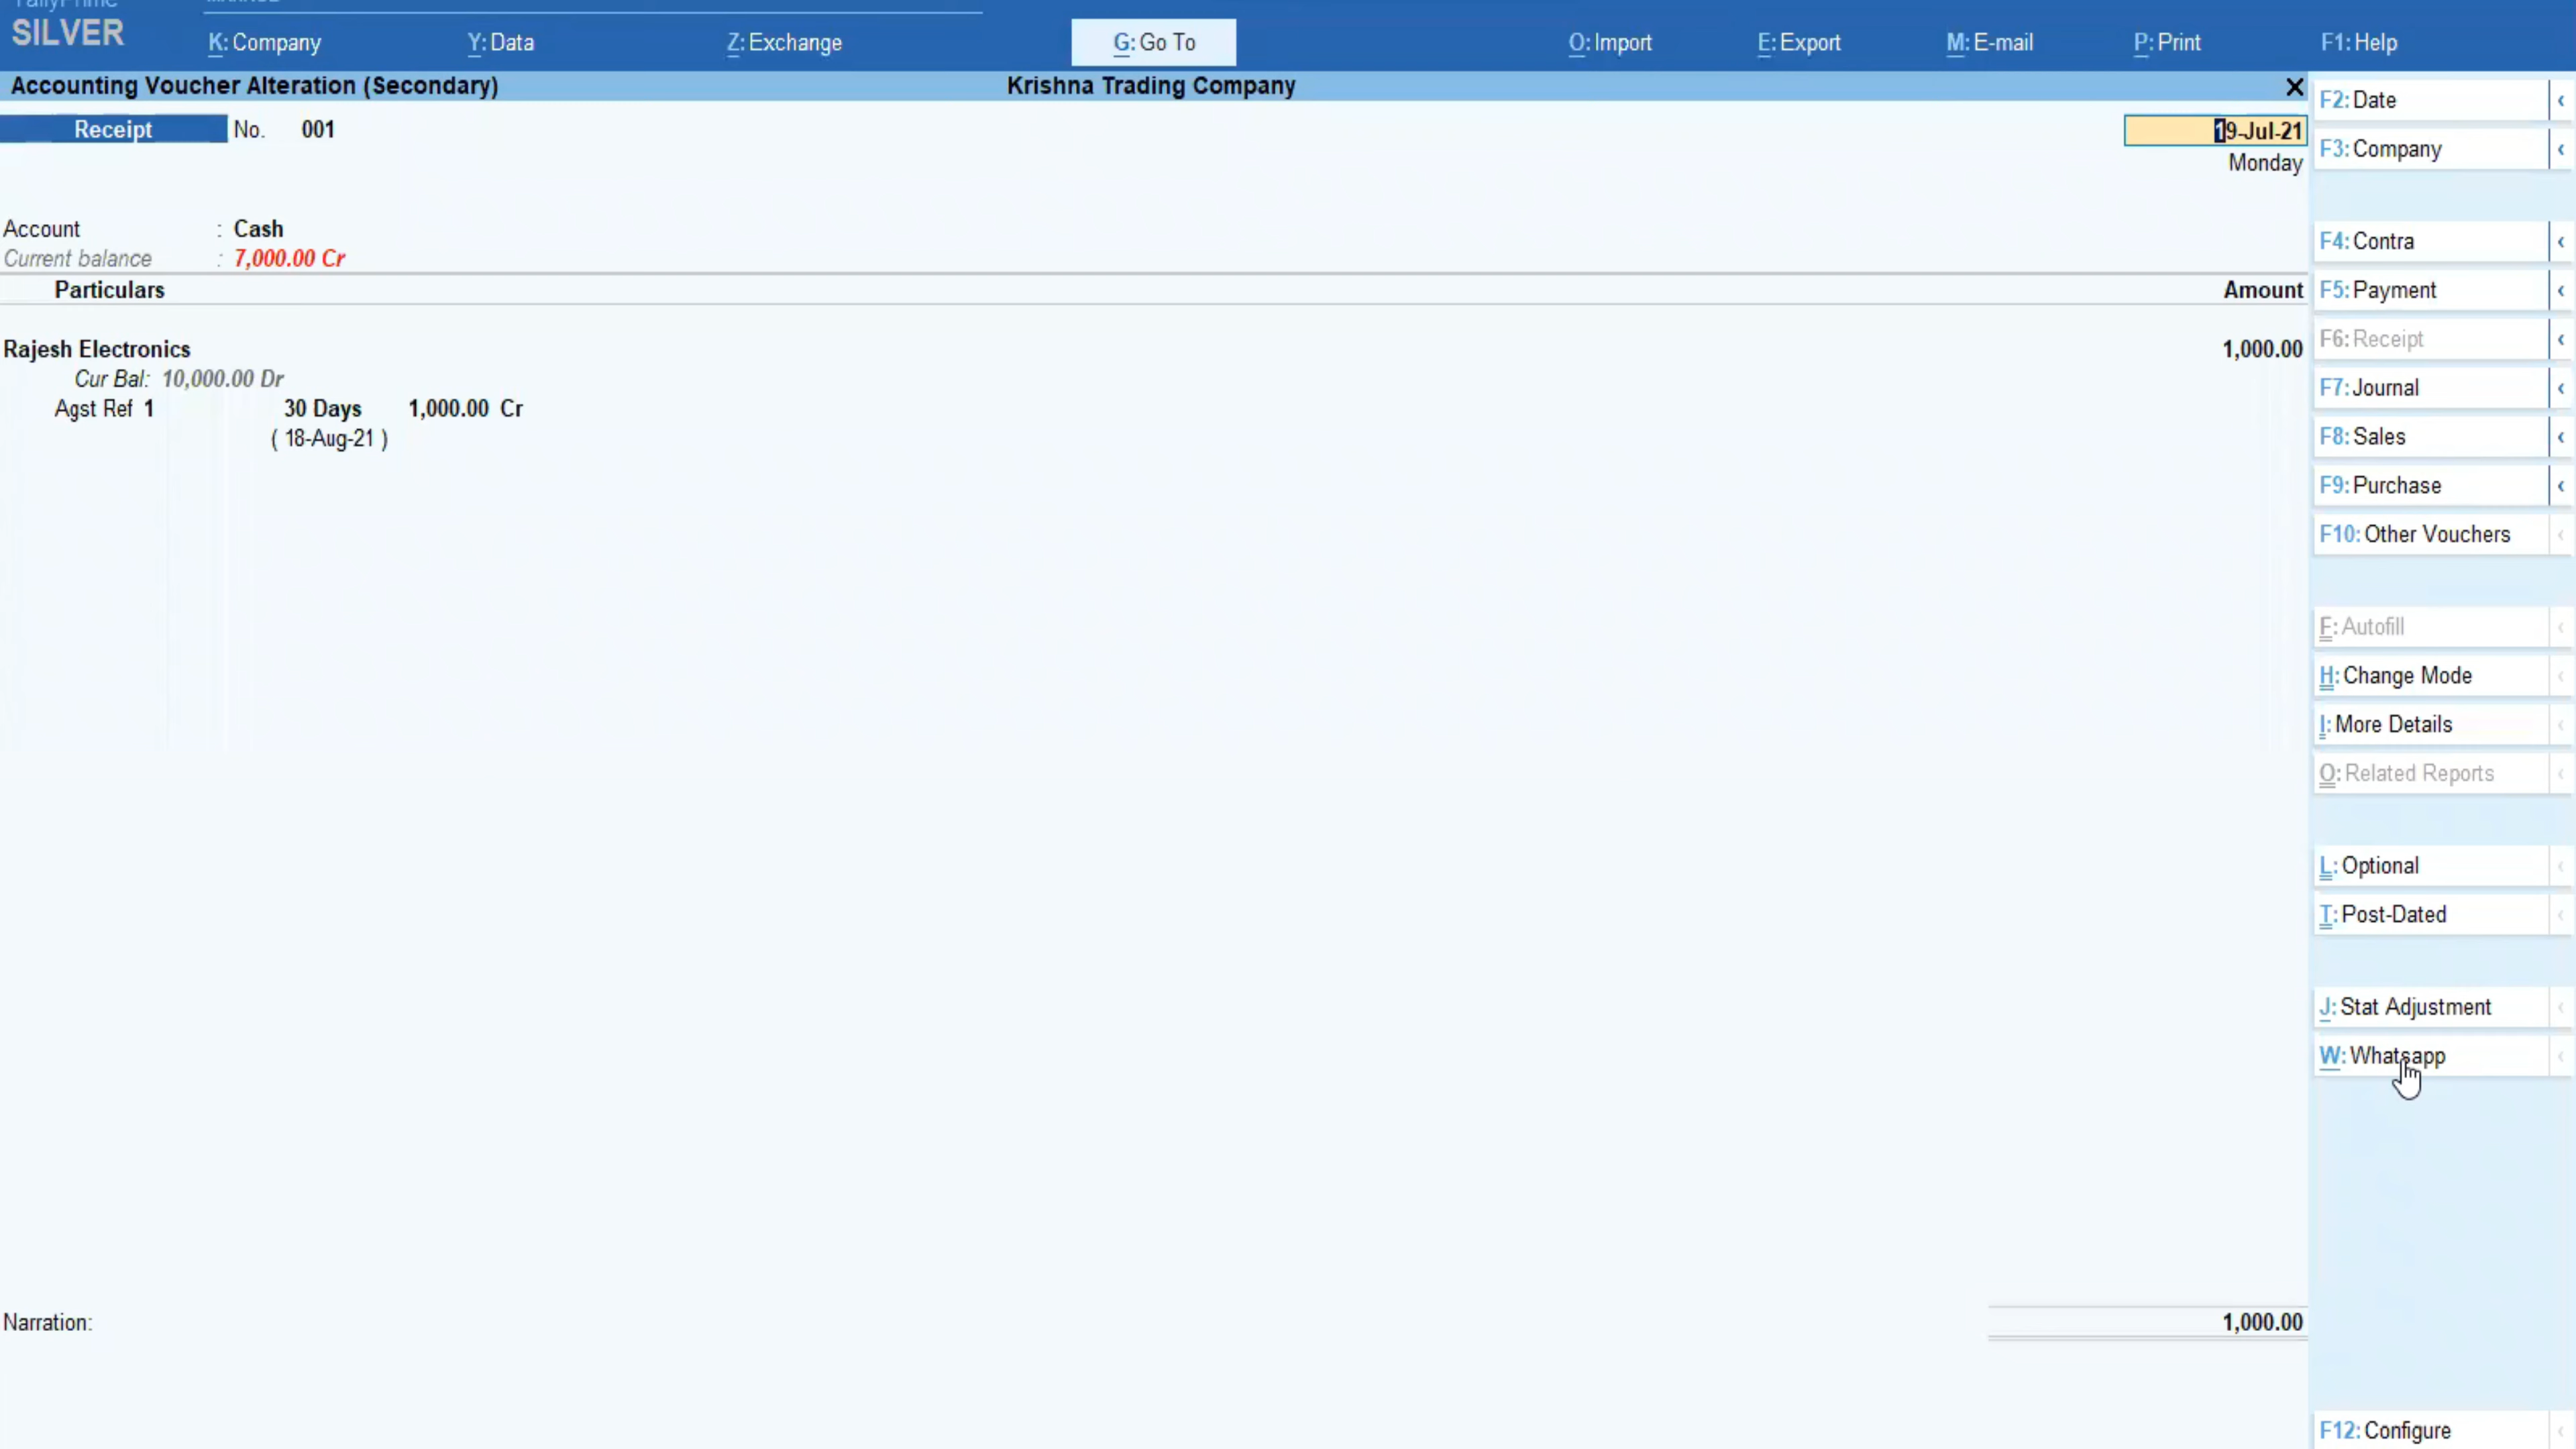 TallyPrime
SILVER
K: Company
Y: Data
Z: Exchange
G: Go To
O: Import
E: Export
M: E-mail
P: Print
F1: Help
Accounting Voucher Alteration (Secondary)
Krishna Trading Company
Receipt No. 001
19-Jul-21
Monday
Account : Cash
Current balance : 7,000.00 Cr
Particulars Amount
Rajesh Electronics 1,000.00
Cur Bal: 10,000.00 Dr
Agst Ref 1 30 Days 1,000.00 Cr
( 18-Aug-21 )
Narration: 1,000.00
F2: Date
F3: Company
F4: Contra
F5: Payment
F6: Receipt
F7: Journal
F8: Sales
F9: Purchase
F10: Other Vouchers
F: Autofill
H: Change Mode
I: More Details
O: Related Reports
L: Optional
T: Post-Dated
J: Stat Adjustment
W: Whatsapp
F12: Configure